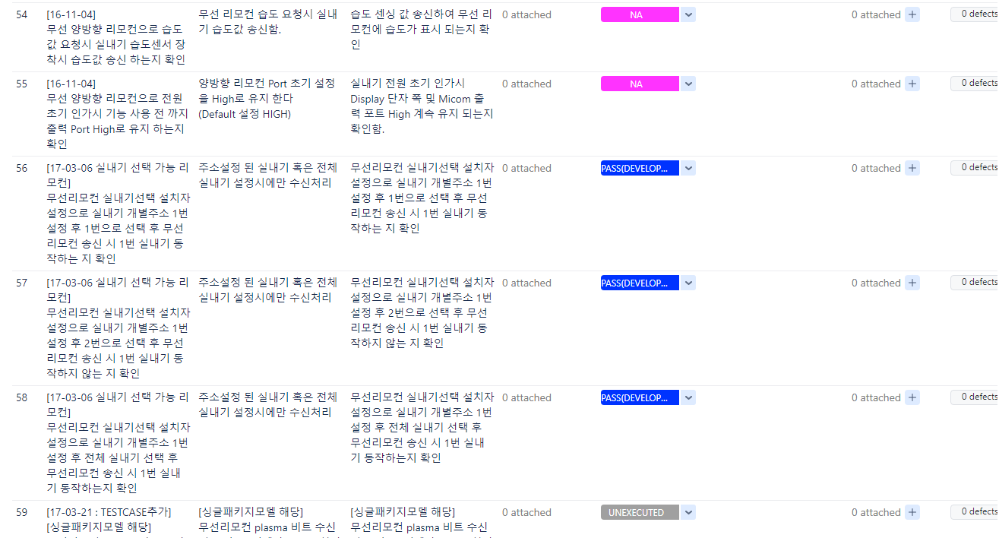 54
[16-11-04]
무선 양방향 리모컨으로 습도
값 요청시 실내기 습도센서 장
착시 습도값 송신 하는지 확인
무선 리모컨 습도 요청시 실내
기 습도값 송신함.
습도 센싱 값 송신하여 무선 리
모컨에 습도가 표시 되는지 확
인
0 attached
NA
0 attached
+
0 defects
55
[16-11-04]
무선 양방향 리모컨으로 전원
초기 인가시 기능 사용 전 까지
출력 Port High로 유지 하는지
확인
양방향 리모컨 Port 초기 설정
을 High로 유지 한다
(Default 설정 HIGH)
실내기 전원 초기 인가시
Display 단자 쪽 및 Micom 출
력 포트 High 계속 유지 되는지
확인함.
0 attached
NA
0 attached
+
0 defects
56
[17-03-06 실내기 선택 가능 리
모컨]
무선리모컨 실내기선택 설치자
설정으로 실내기 개별주소 1번
설정 후 1번으로 선택 후 무선
리모컨 송신 시 1번 실내기 동
작하는 지 확인
주소설정 된 실내기 혹은 전체
실내기 설정시에만 수신처리
무선리모컨 실내기선택 설치자
설정으로 실내기 개별주소 1번
설정 후 1번으로 선택 후 무선
리모컨 송신 시 1번 실내기 동
작하는 지 확인
0 attached
PASS(DEVELOP...
0 attached
+
0 defects
57
[17-03-06 실내기 선택 가능 리
모컨]
무선리모컨 실내기선택 설치자
설정으로 실내기 개별주소 1번
설정 후 2번으로 선택 후 무선
리모컨 송신 시 1번 실내기 동
작하지 않는 지 확인
주소설정 된 실내기 혹은 전체
실내기 설정시에만 수신처리
무선리모컨 실내기선택 설치자
설정으로 실내기 개별주소 1번
설정 후 2번으로 선택 후 무선
리모컨 송신 시 1번 실내기 동
작하지 않는 지 확인
0 attached
PASS(DEVELOP...
0 attached
+
0 defects
58
[17-03-06 실내기 선택 가능 리
모컨]
무선리모컨 실내기선택 설치자
설정으로 실내기 개별주소 1번
설정 후 전체 실내기 선택 후
무선리모컨 송신 시 1번 실내
기 동작하는지 확인
주소설정 된 실내기 혹은 전체
실내기 설정시에만 수신처리
무선리모컨 실내기선택 설치자
설정으로 실내기 개별주소 1번
설정 후 전체 실내기 선택 후
무선리모컨 송신 시 1번 실내
기 동작하는지 확인
0 attached
PASS(DEVELOP...
0 attached
+
0 defects
59
[17-03-21 : TESTCASE추가]
[싱글패키지모델 해당]
[싱글패키지모델 해당]
무선리모컨 plasma 비트 수신
[싱글패키지모델 해당]
무선리모컨 plasma 비트 수신
0 attached
UNEXECUTED
0 attached
+
0 defects